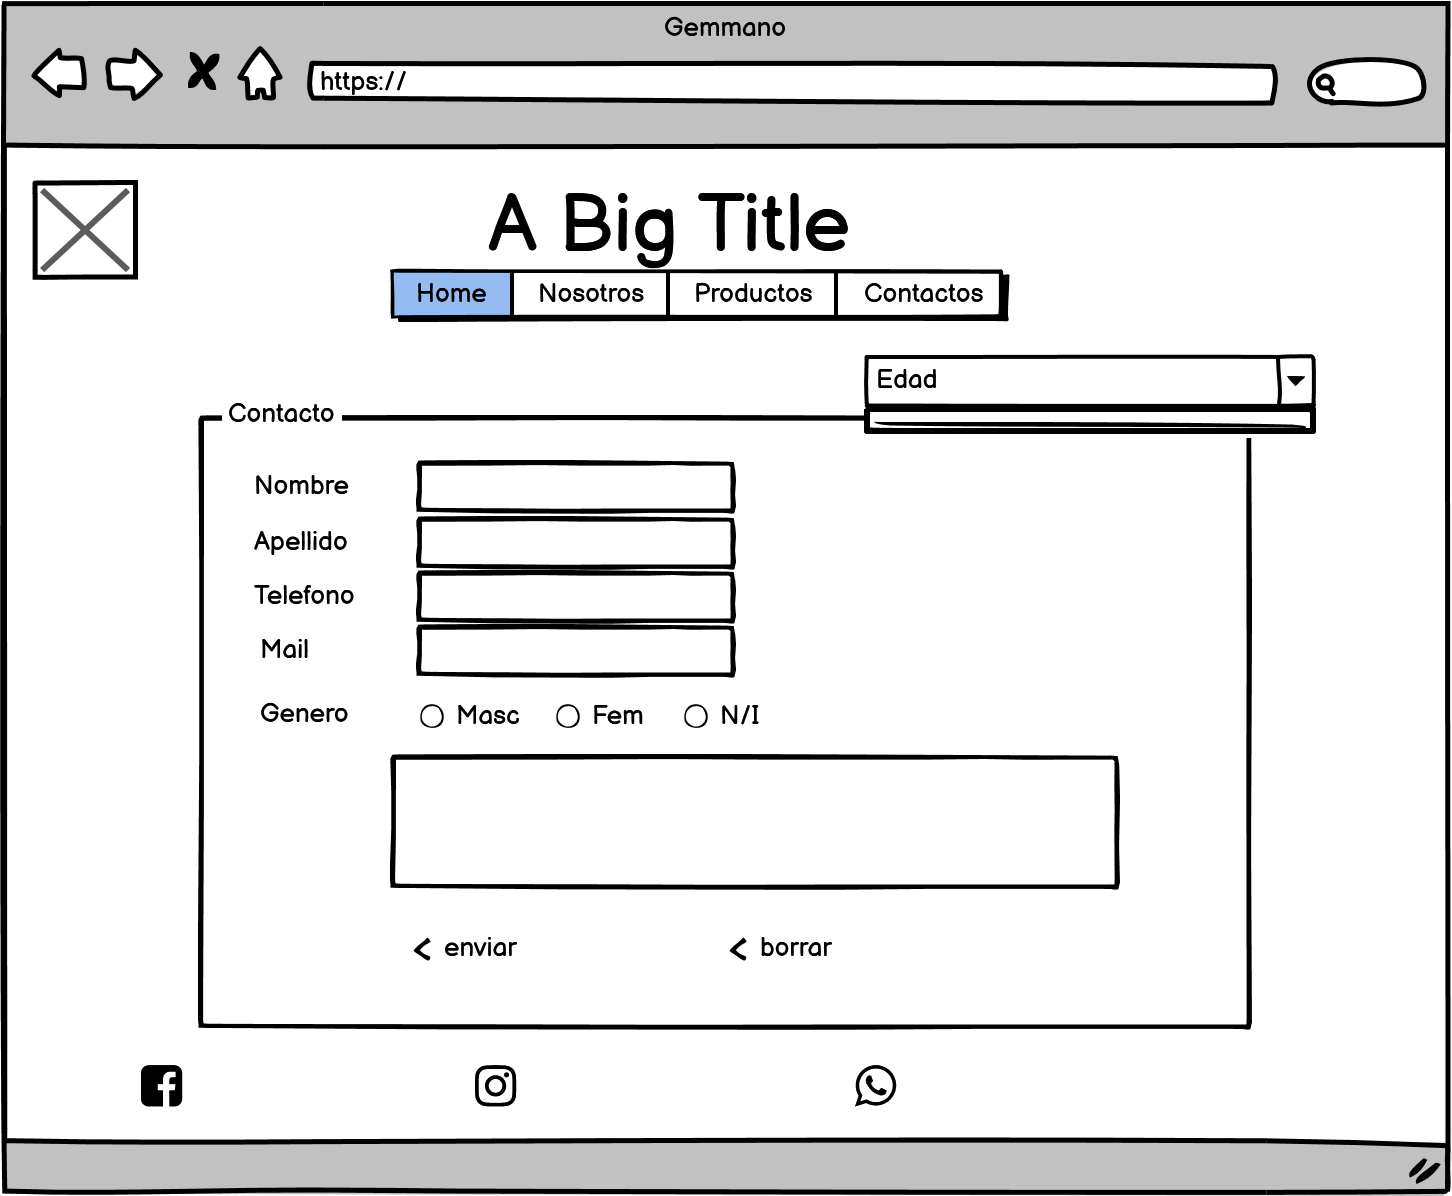 Gemmano
https://
A Big Title
Home Nosotros Productos Contactos
Edad
Contacto
Nombre
Apellido
Telefono
Mail
Genero Masc Fem N/I
enviar borrar